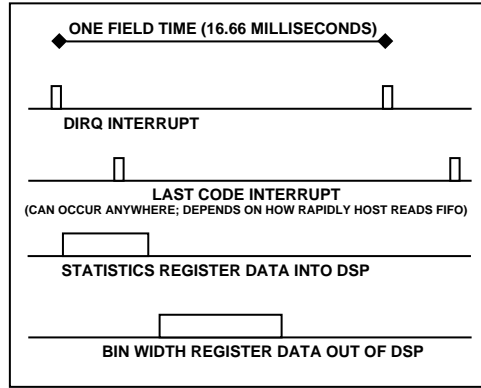 ONE FIELD TIME (16.66 MILLISECONDS)
DIRQ INTERRUPT
LAST CODE INTERRUPT
(CAN OCCUR ANYWHERE; DEPENDS ON HOW RAPIDLY HOST READS FIFO)
STATISTICS REGISTER DATA INTO DSP
BIN WIDTH REGISTER DATA OUT OF DSP